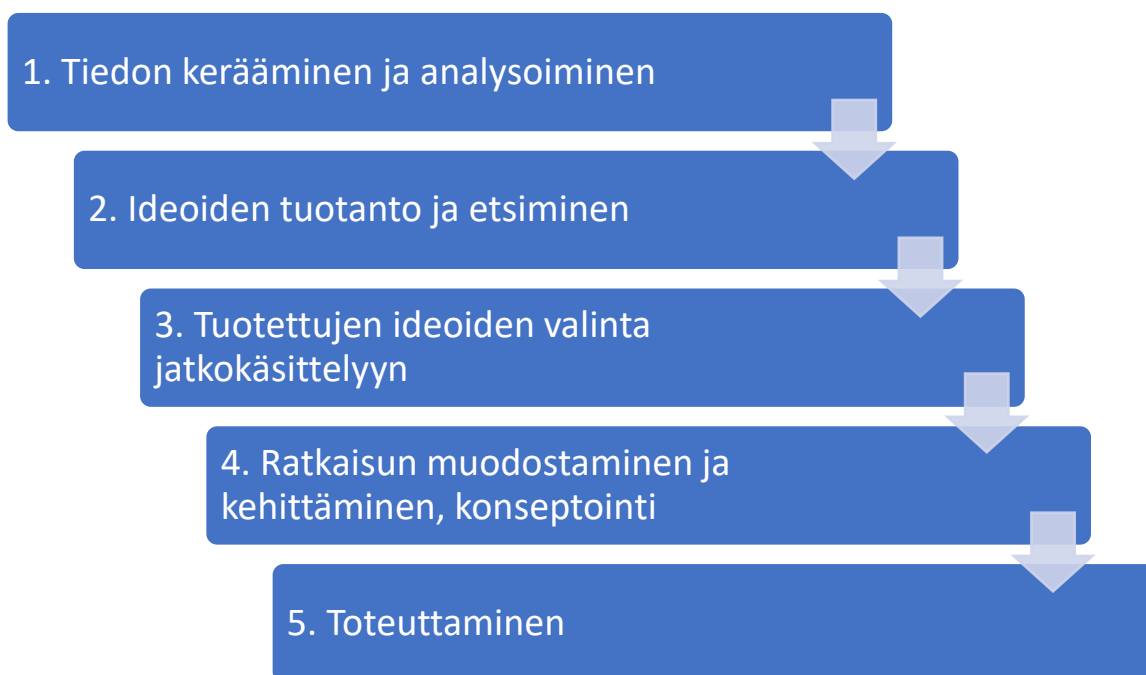 1. Tiedon kerääminen ja analysoiminen
2. Ideoiden tuotanto ja etsiminen
3. Tuotettujen ideoiden valinta
jatkokäsittelyyn
4. Ratkaisun muodostaminen ja
kehittäminen, konseptointi
5. Toteuttaminen